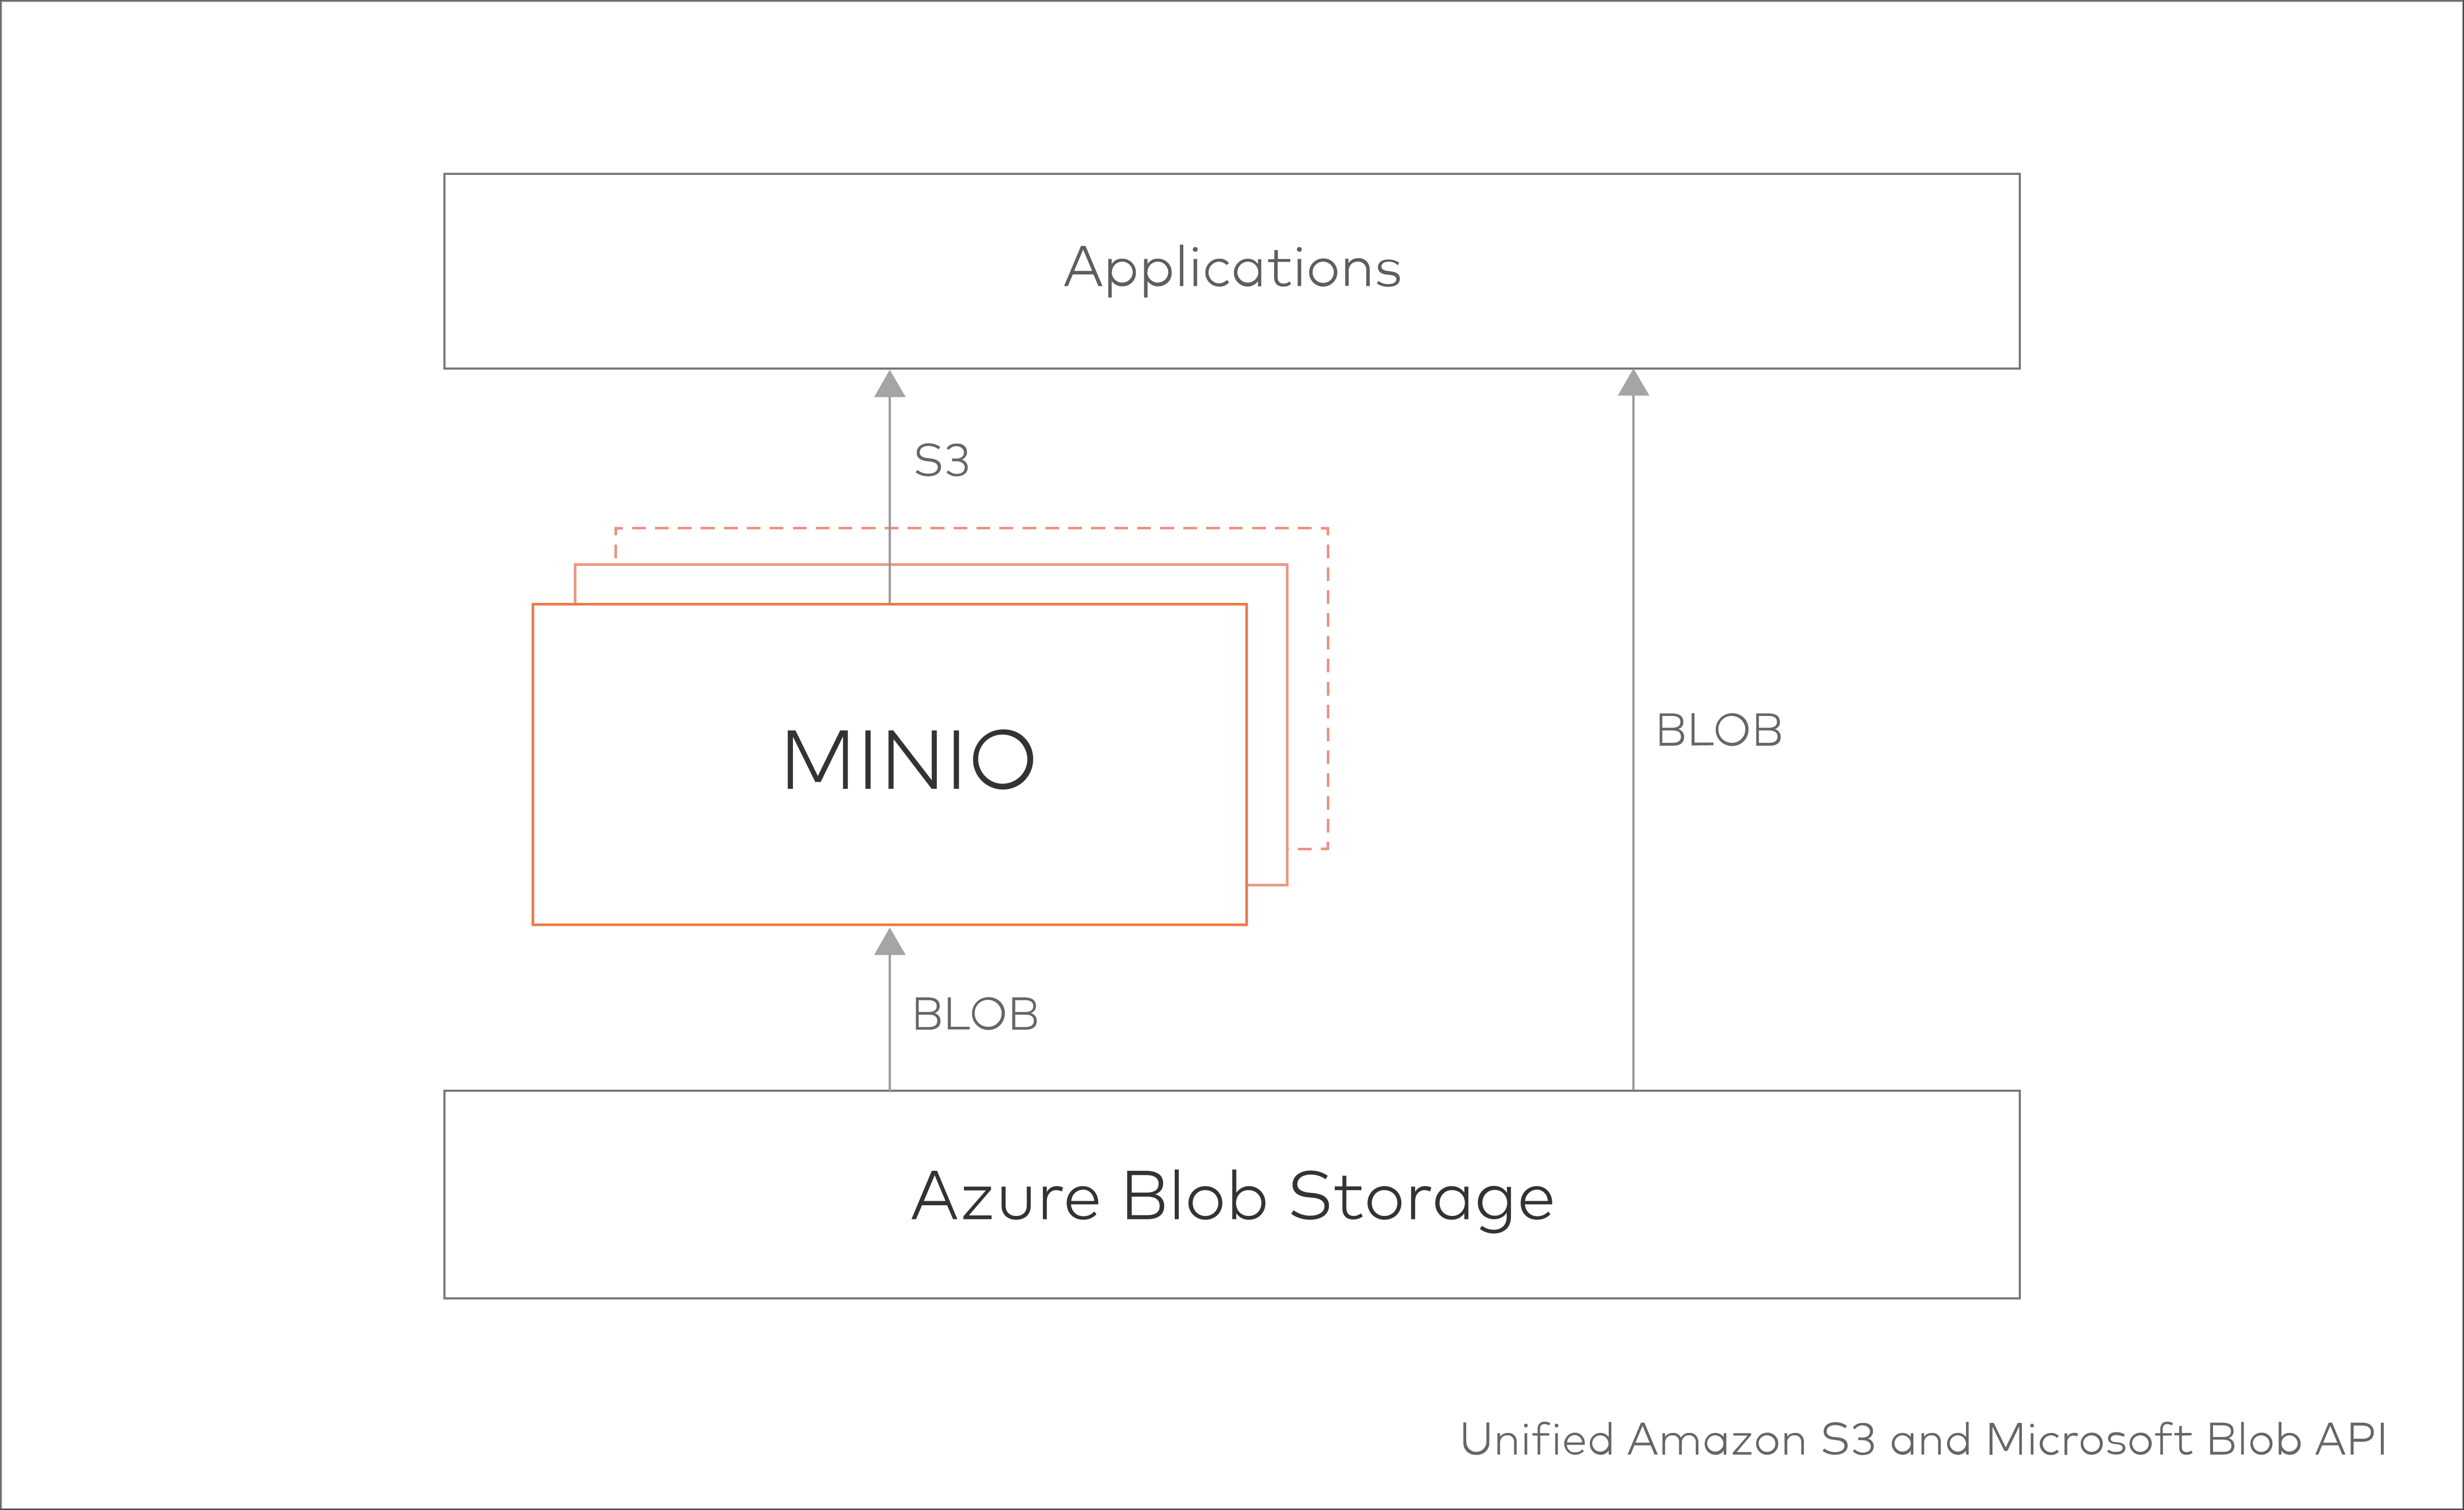 Applications
S3
MINIO
BLOB
BLOB
Azure Blob Storage
Unified Amazon S3 and Microsoft Blob API